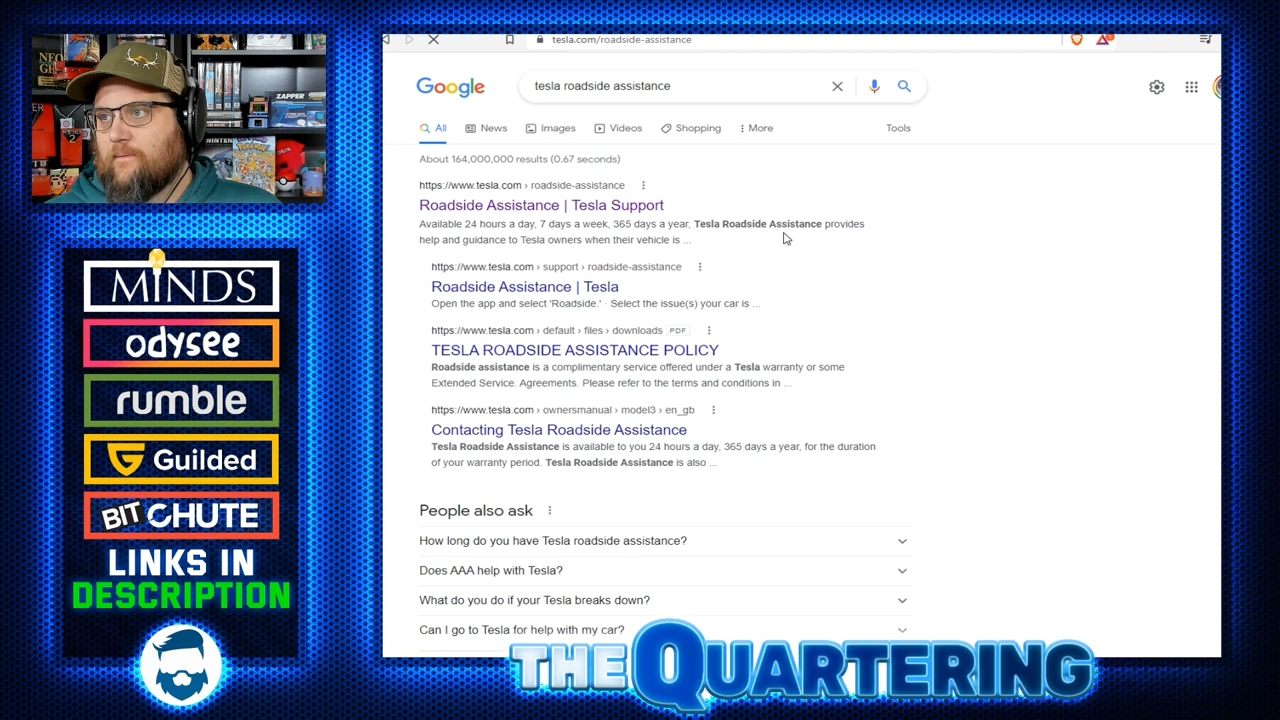 tesla.com/roadside-assistance
Google
tesla roadside assistance
All
News
Images
Videos
Shopping
More
Tools
About 164,000,000 results (0.67 seconds)
https://www.tesla.com › roadside-assistance
Roadside Assistance | Tesla Support
Available 24 hours a day, 7 days a week, 365 days a year, Tesla Roadside Assistance provides
help and guidance to Tesla owners when their vehicle is ...
https://www.tesla.com › support › roadside-assistance
Roadside Assistance | Tesla
Open the app and select 'Roadside.' · Select the issue(s) your car is ...
https://www.tesla.com › default › files › downloads PDF
TESLA ROADSIDE ASSISTANCE POLICY
Roadside assistance is a complimentary service offered under a Tesla warranty or some
Extended Service. Agreements. Please refer to the terms and conditions in ...
https://www.tesla.com › ownersmanual › model3 › en_gb
Contacting Tesla Roadside Assistance
Tesla Roadside Assistance is available to you 24 hours a day, 365 days a year, for the duration
of your warranty period. Tesla Roadside Assistance is also ...
People also ask
How long do you have Tesla roadside assistance?
Does AAA help with Tesla?
What do you do if your Tesla breaks down?
Can I go to Tesla for help with my car?
NEO
GE
ZAPPER
POKEMON
MINDS
odysee
rumble
Guilded
BIT CHUTE
LINKS IN
DESCRIPTION
THE QUARTERING